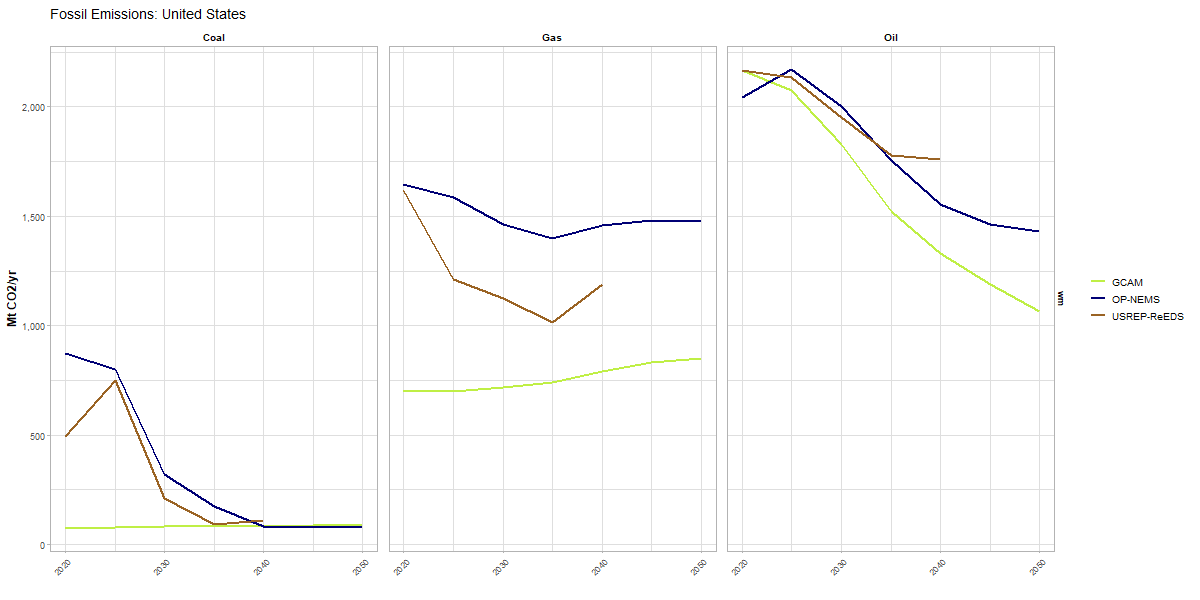 Fossil Emissions: United States
Coal
Gas
Oil
Mt CO2/yr
2,000
1,500
1,000
500
0
2020
2030
2040
2050
2020
2030
2040
2050
2020
2030
2040
2050
wm
GCAM
OP-NEMS
USREP-ReEDS